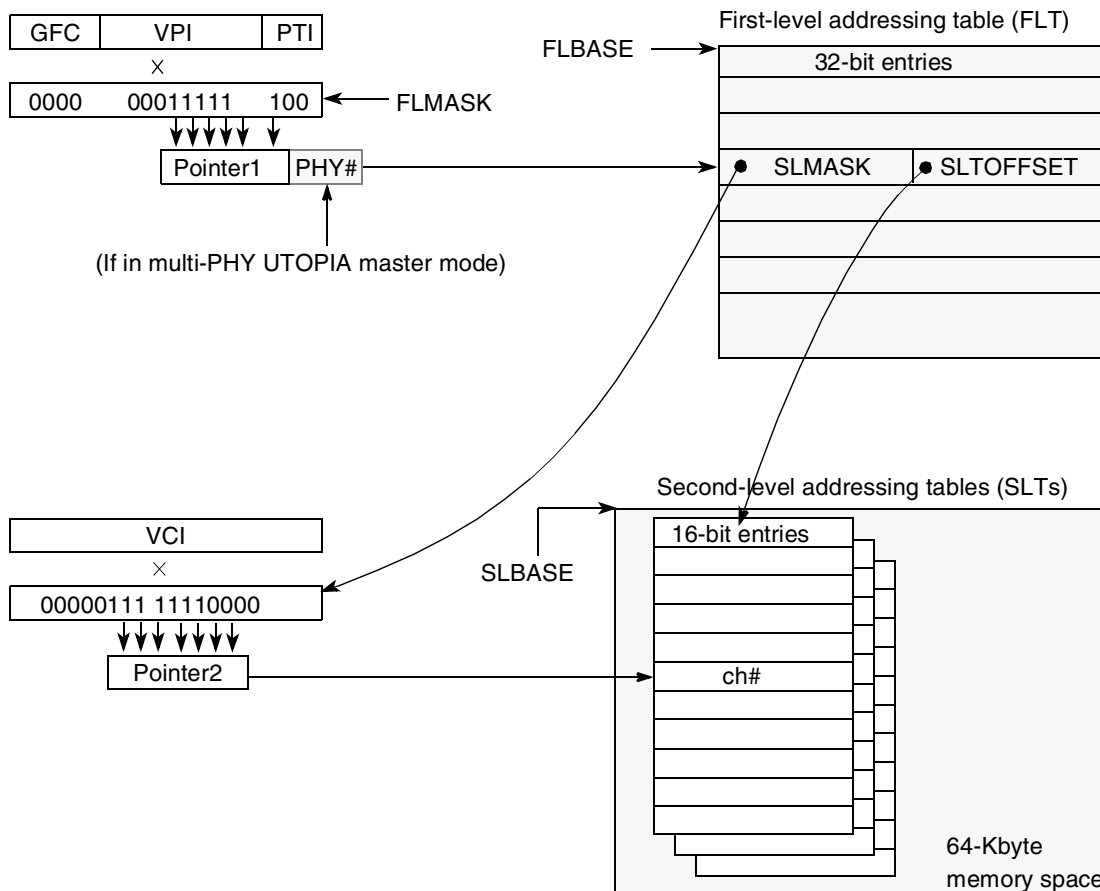 GFC VPI PTI
×
0000 00011111 100
FLMASK
Pointer1 PHY#
(If in multi-PHY UTOPIA master mode)
First-level addressing table (FLT)
FLBASE
32-bit entries
SLMASK SLTOFFSET
VCI
×
00000111 11110000
Pointer2
Second-level addressing tables (SLTs)
SLBASE
16-bit entries
ch#
64-Kbyte
memory space